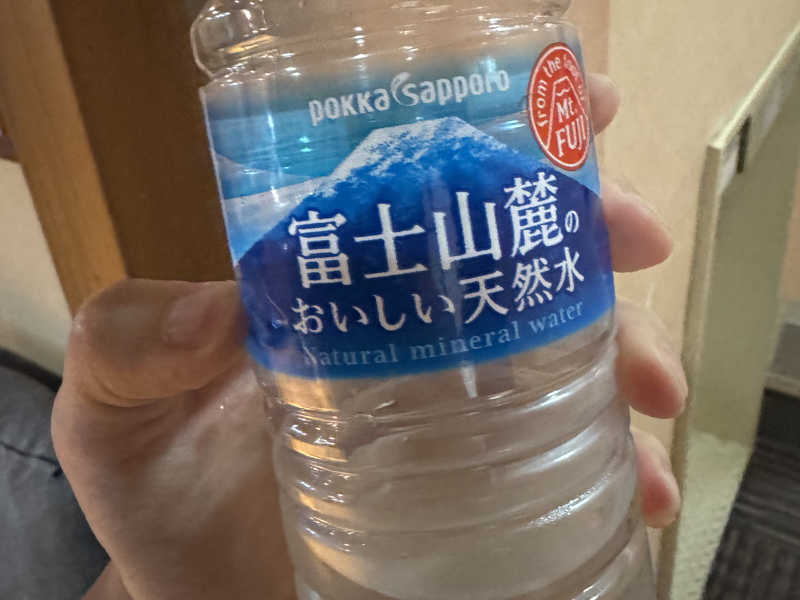 pokka sapporo
from the foot of
Mt.
FUJI
富士山麓の
おいしい天然水
Natural mineral water